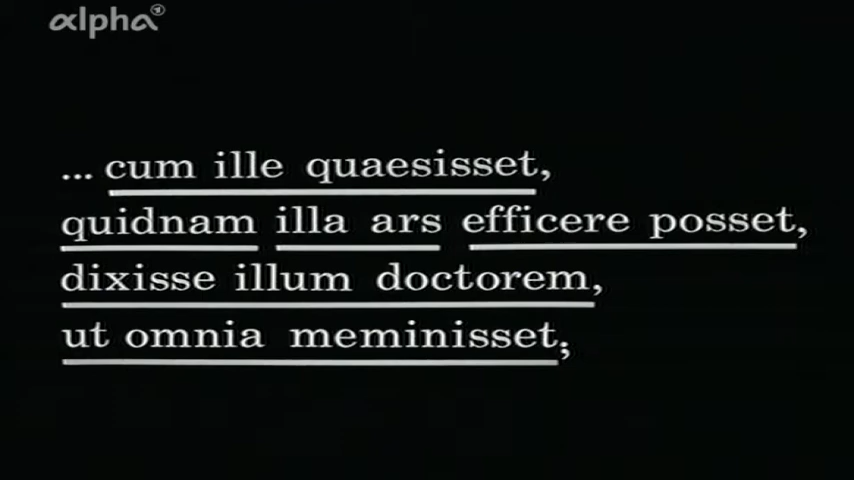 alpha
... cum ille quaesisset,
quidnam illa ars efficere posset,
dixisse illum doctorem,
ut omnia meminisset;